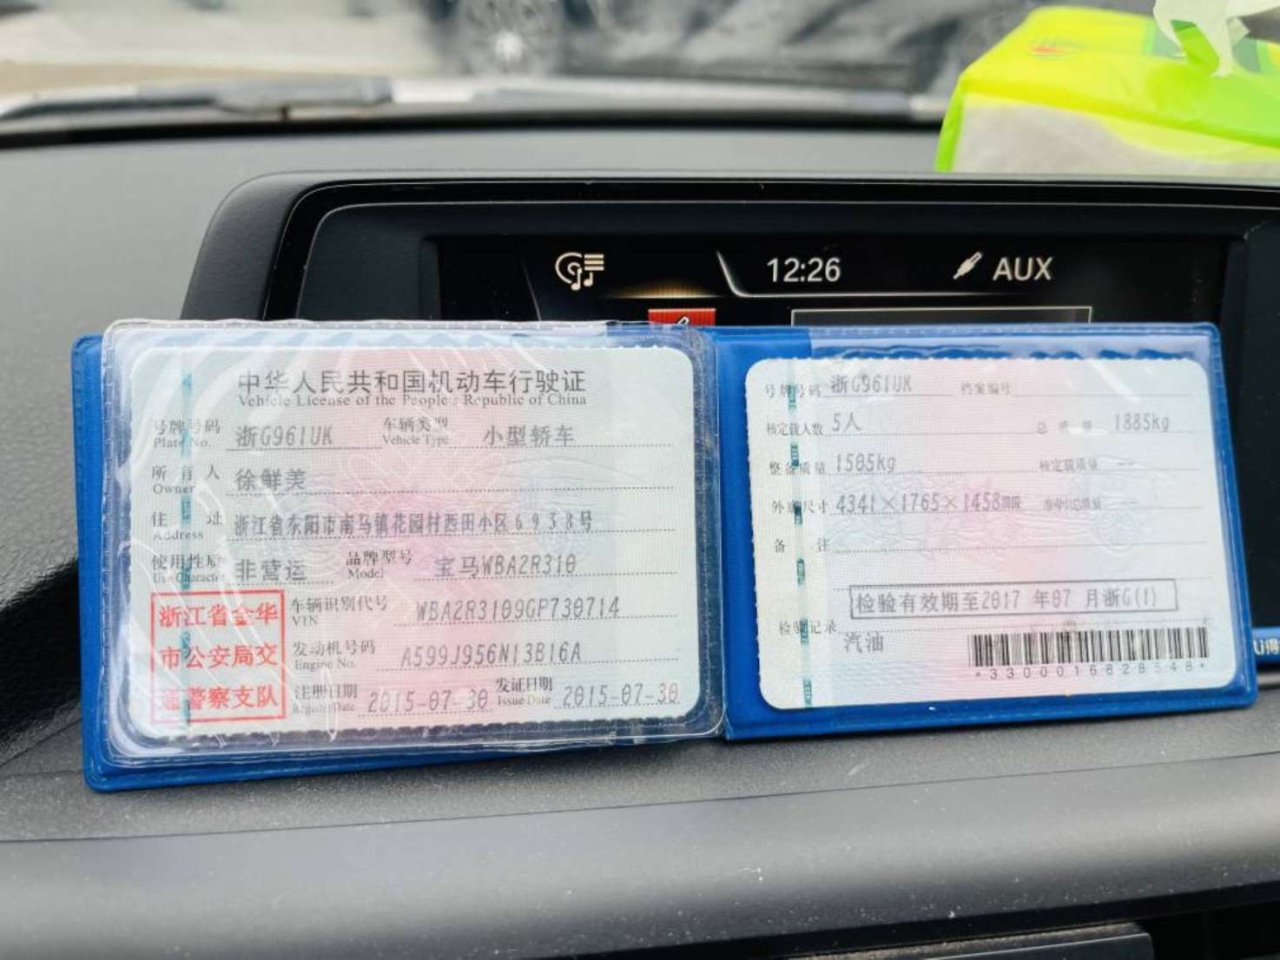 12:26
AUX
中华人民共和国机动车行驶证
Vehicle License of the People's Republic of China
号牌号码 浙G961UK 车辆类型 小型轿车
Plate No. Vehicle Type
所有人 徐鲜美
Owner
住址 浙江省东阳市南马镇花园村西田小区6938号
Address
使用性质 非营运 品牌型号 宝马WBA2R310
Use Character Model
浙江省金华
市公安局交
通警察支队
车辆识别代号 WBA2R3109GP730714
VIN
发动机号码 A599J956N13B16A
Engine No.
注册日期 2015-07-30 发证日期 2015-07-30
Register Date Issue Date
号牌号码 浙G961UK 档案编号
核定载人数 5人 总质量 1885kg
整备质量 1505kg 核定载质量 --
外廓尺寸 4341×1765×1458 --
备注
检验有效期至2017 年07 月浙G(1)
检验记录
汽油
*3300016828548*